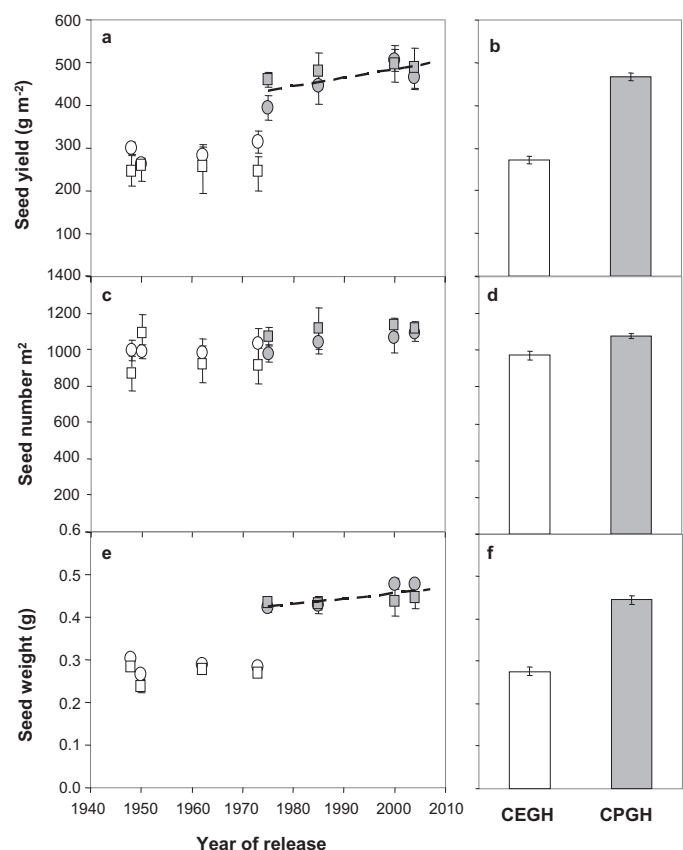 600
a
b
500
400
300
200
100
Seed yield (g m-2)
1400
c
d
1200
1000
800
600
400
200
Seed number m2
0.6
e
f
0.5
0.4
0.3
0.2
0.1
0.0
Seed weight (g)
1940 1950 1960 1970 1980 1990 2000 2010
CEGH CPGH
Year of release